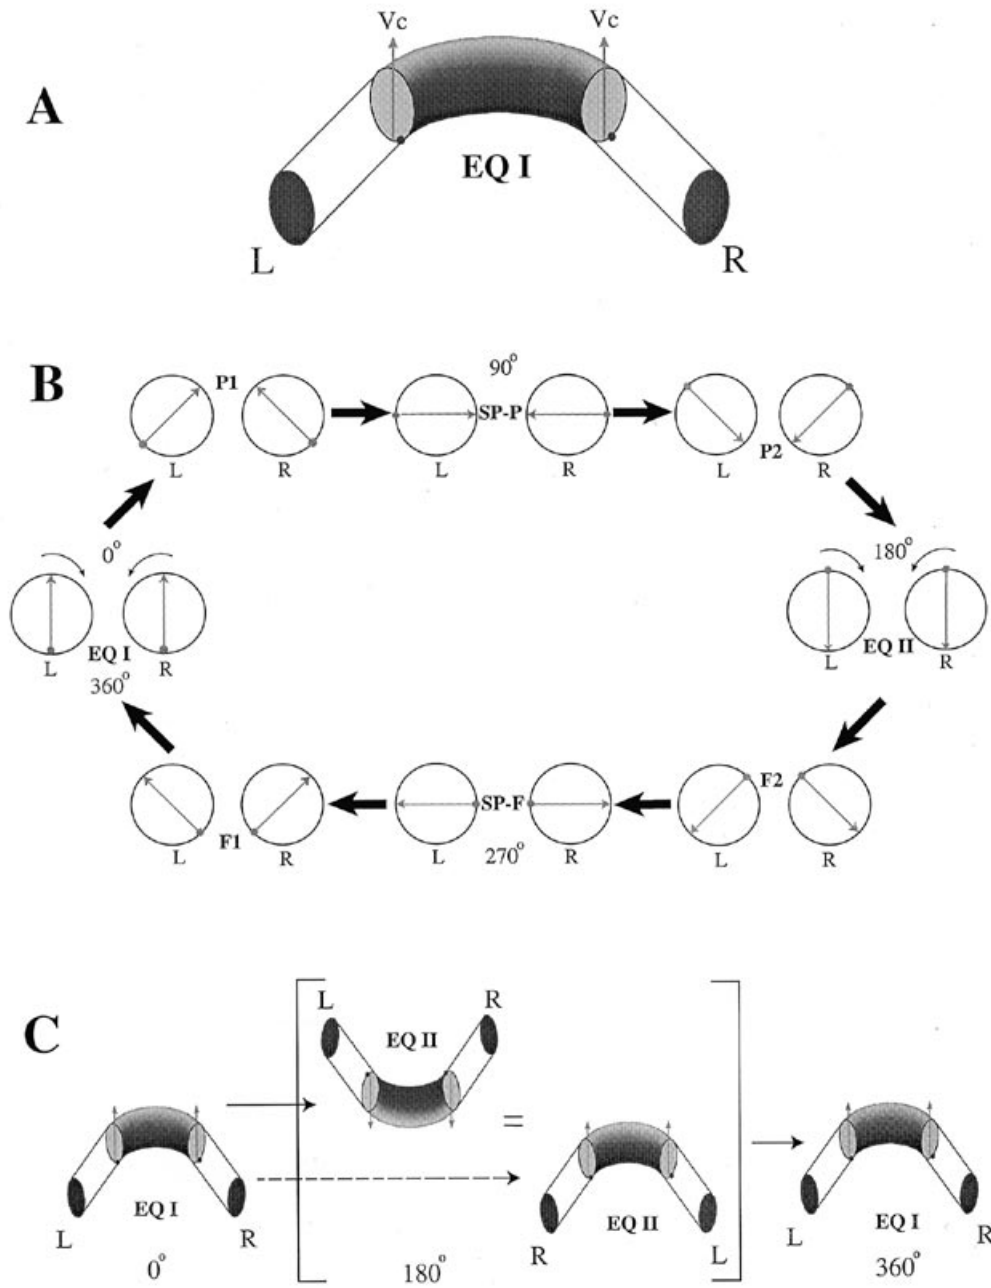 Vc Vc
A
EQ I
L R
B
90°
P1 SP-P P2
L R L R L R
0° 180°
EQ I EQ II
L R L R
360°
F1 SP-F F2
L R L R L R
270°
C
L R
EQ II
=
EQ I EQ II EQ I
L R R L L R
0° 180° 360°